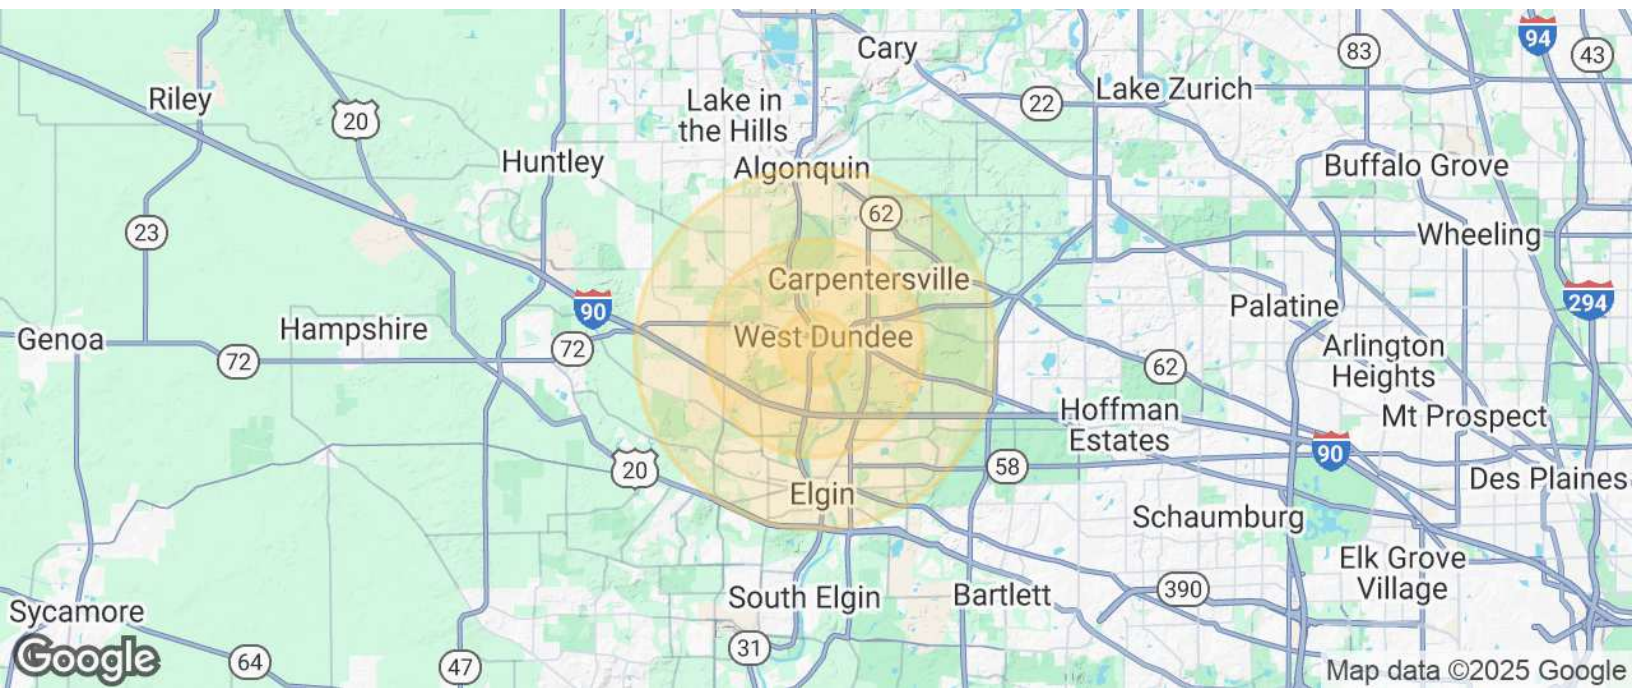 94
83
43
Cary
Lake Zurich
22
Riley
20
Lake in
the Hills
Huntley
Algonquin
Buffalo Grove
62
23
Wheeling
Carpentersville
90
Palatine
294
Genoa
Hampshire
72
72
West Dundee
Arlington
Heights
62
Hoffman
Estates
Mt Prospect
90
20
58
Elgin
Des Plaines
Schaumburg
Elk Grove
Village
South Elgin
Bartlett
390
Sycamore
31
Google
64
47
Map data ©2025 Google